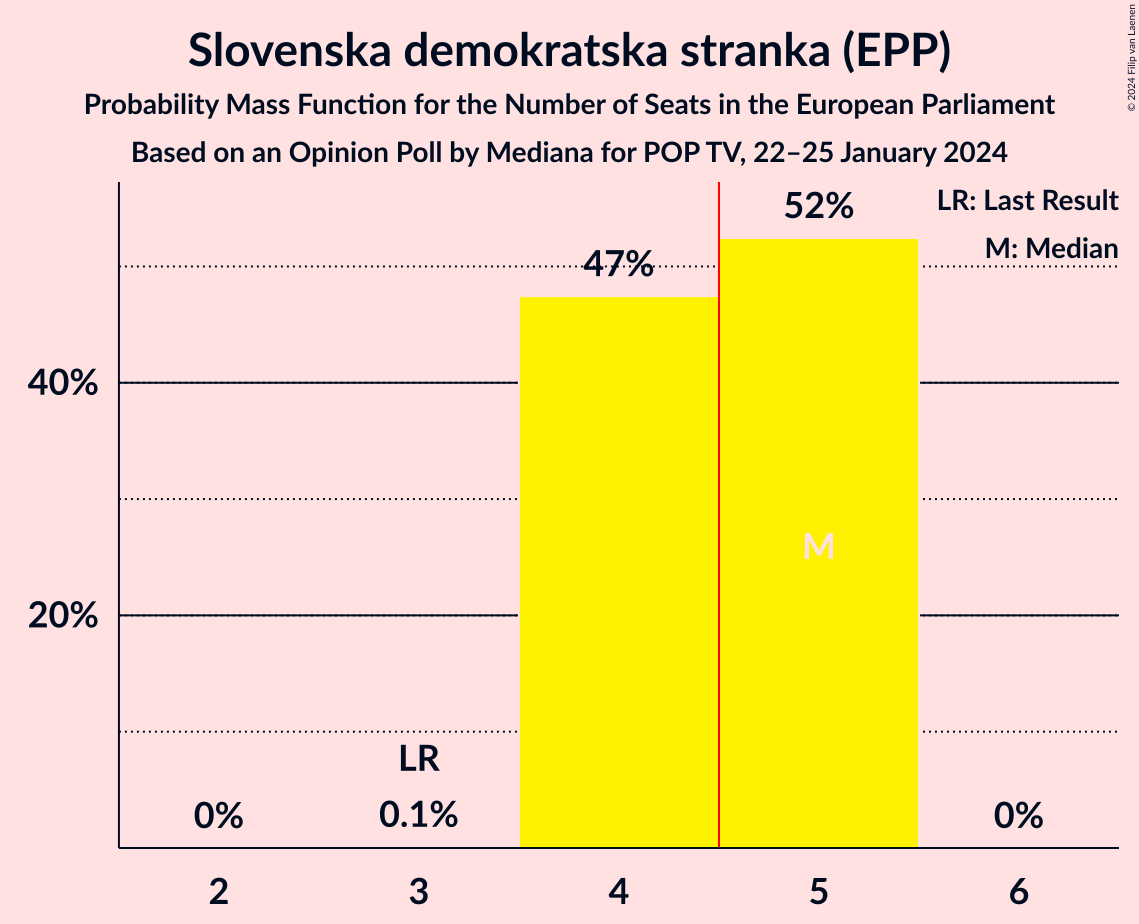 Slovenska demokratska stranka (EPP)
Probability Mass Function for the Number of Seats in the European Parliament
Based on an Opinion Poll by Mediana for POP TV, 22–25 January 2024
© 2024 Filip van Laenen
LR: Last Result
M: Median
52%
47%
40%
20%
M
LR
0%
0.1%
0%
2
3
4
5
6